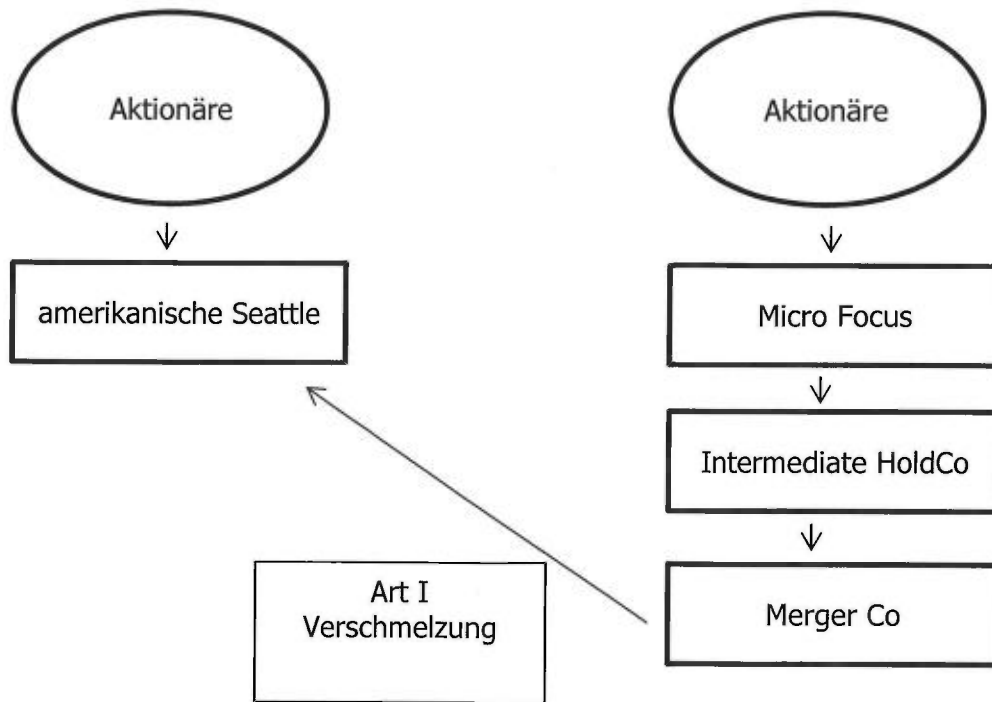 Aktionäre
Aktionäre
amerikanische Seattle
Micro Focus
Intermediate HoldCo
Art I
Verschmelzung
Merger Co